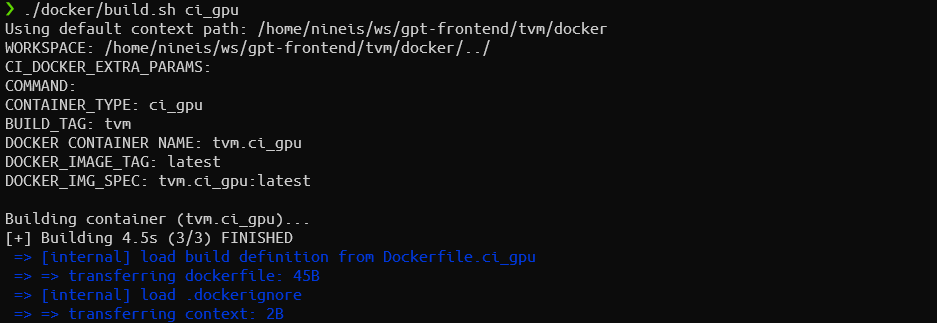 ❯ ./docker/build.sh ci_gpu
Using default context path: /home/nineis/ws/gpt-frontend/tvm/docker
WORKSPACE: /home/nineis/ws/gpt-frontend/tvm/docker/../
CI_DOCKER_EXTRA_PARAMS:
COMMAND:
CONTAINER_TYPE: ci_gpu
BUILD_TAG: tvm
DOCKER CONTAINER NAME: tvm.ci_gpu
DOCKER_IMAGE_TAG: latest
DOCKER_IMG_SPEC: tvm.ci_gpu:latest

Building container (tvm.ci_gpu)...
[+] Building 4.5s (3/3) FINISHED
=> [internal] load build definition from Dockerfile.ci_gpu
=> => transferring dockerfile: 45B
=> [internal] load .dockerignore
=> => transferring context: 2B